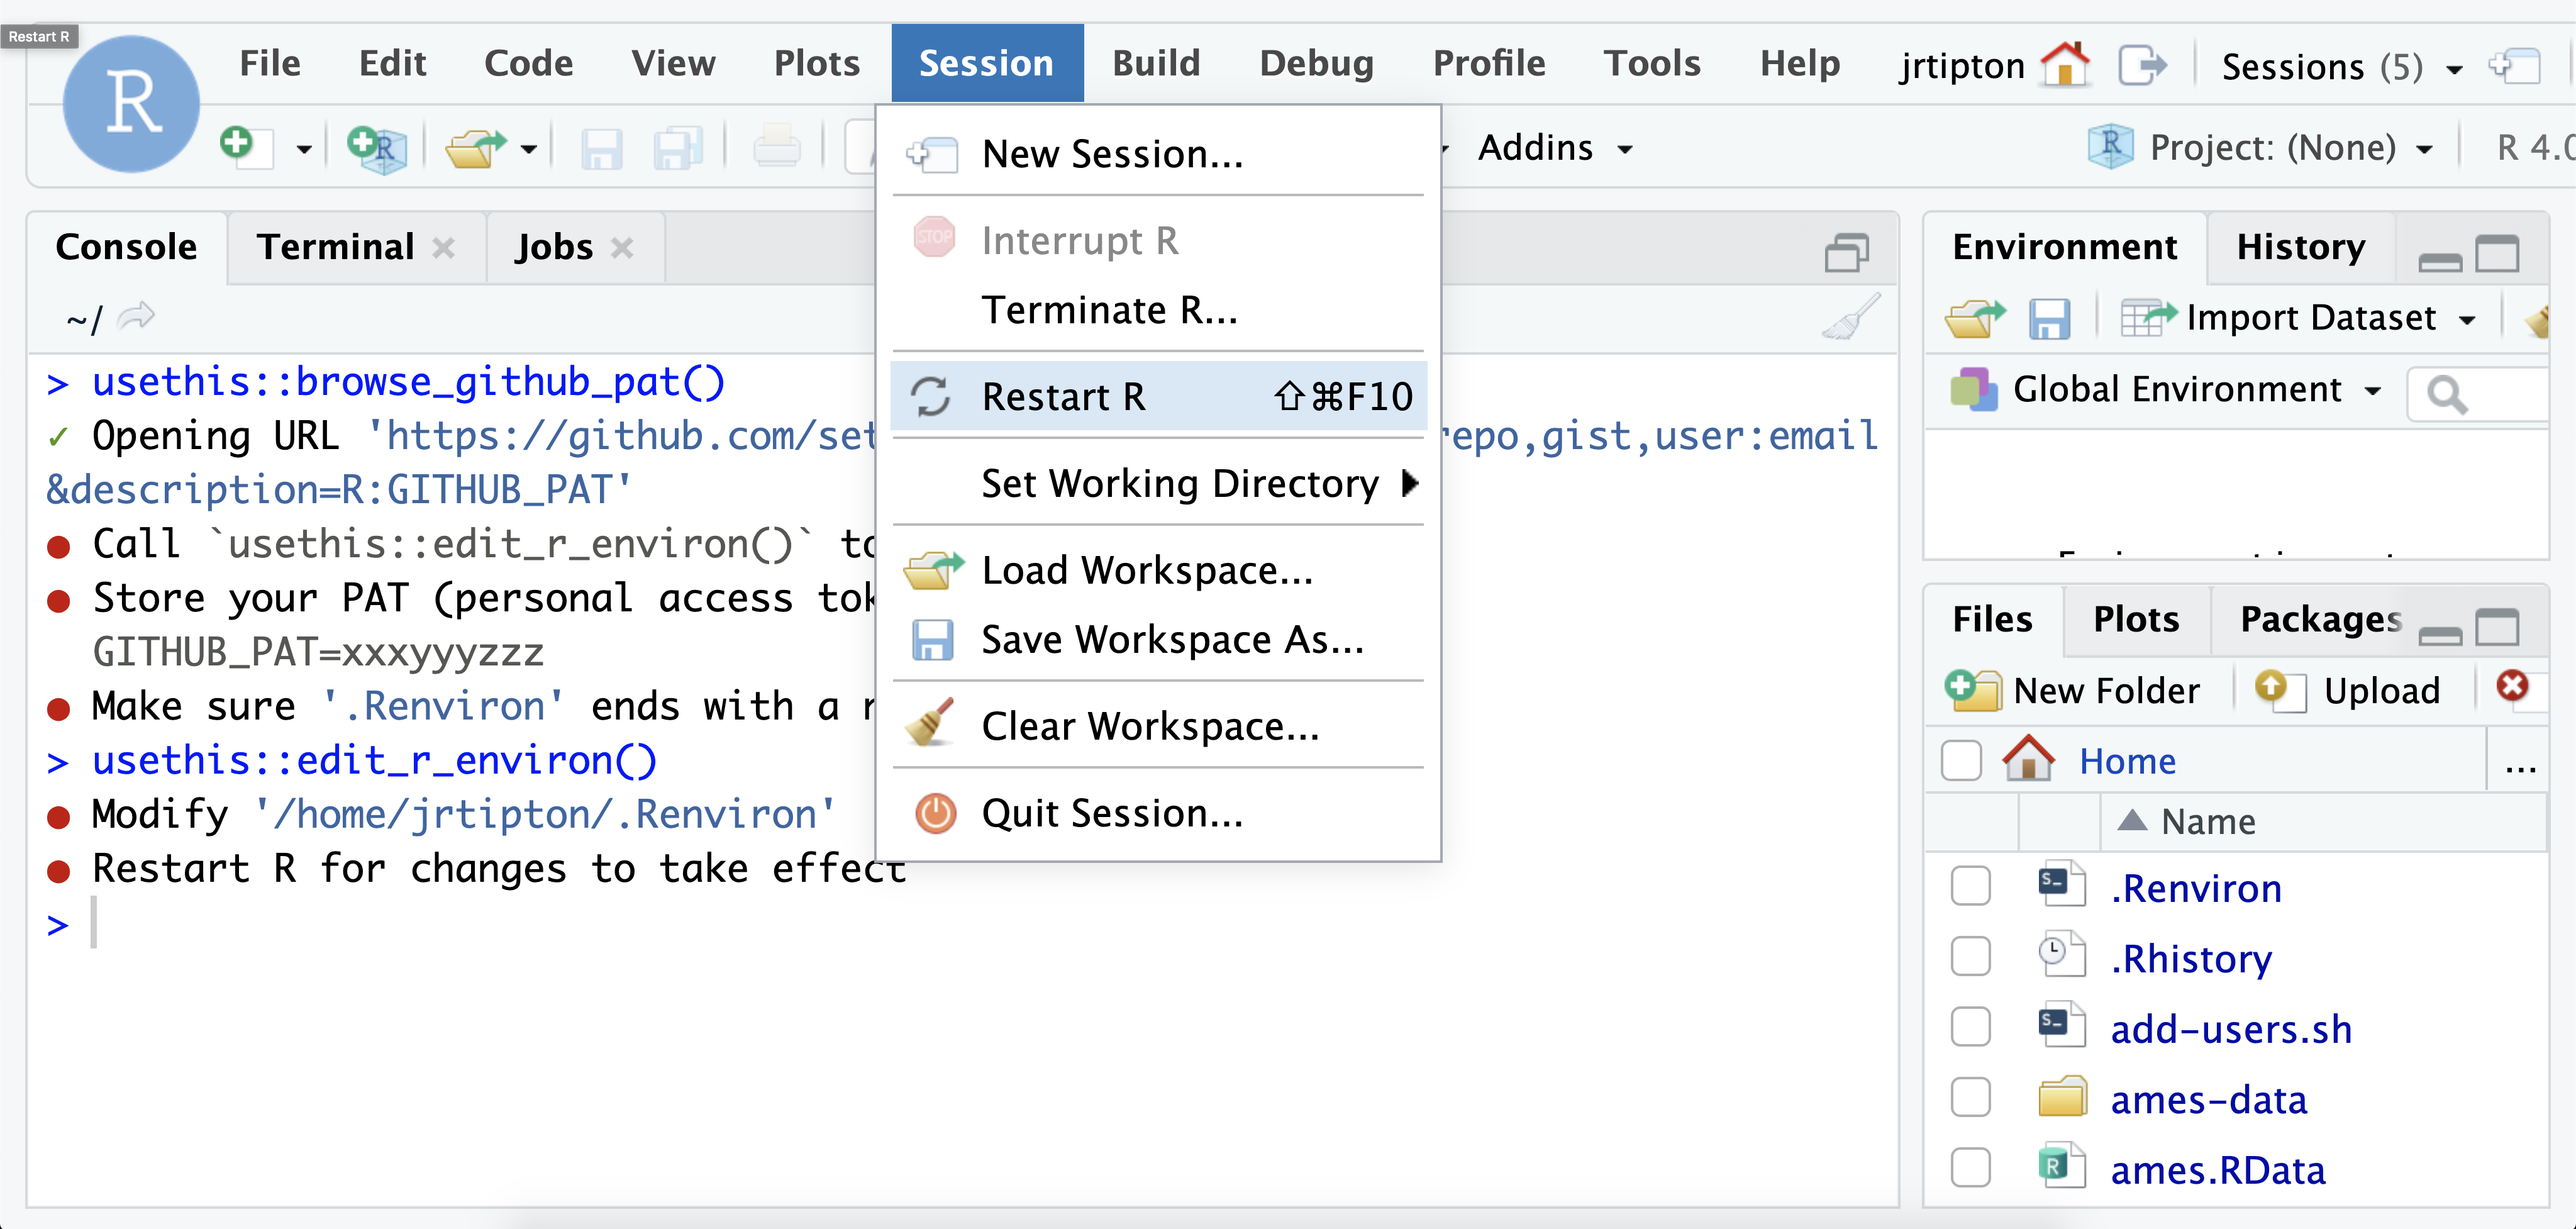 Restart R
R
File Edit Code View Plots Session Build Debug Profile Tools Help jrtipton Sessions (5)
Addins Project: (None) R 4.0
New Session...
STOP Interrupt R
Terminate R...
Restart R ⇧⌘F10
Set Working Directory
Load Workspace...
Save Workspace As...
Clear Workspace...
Quit Session...
Console Terminal Jobs
~/
> usethis::browse_github_pat()
✓ Opening URL 'https://github.com/set repo,gist,user:email
&description=R:GITHUB_PAT'
● Call `usethis::edit_r_environ()`
● Store your PAT (personal access
GITHUB_PAT=xxxyyyzzz
● Make sure '.Renviron' ends with a
> usethis::edit_r_environ()
● Modify '/home/jrtipton/.Renviron'
● Restart R for changes to take effect
>
Environment History
Import Dataset
Global Environment
Files Plots Packages
New Folder Upload
Home ...
Name
.Renviron
.Rhistory
add-users.sh
ames-data
ames.RData